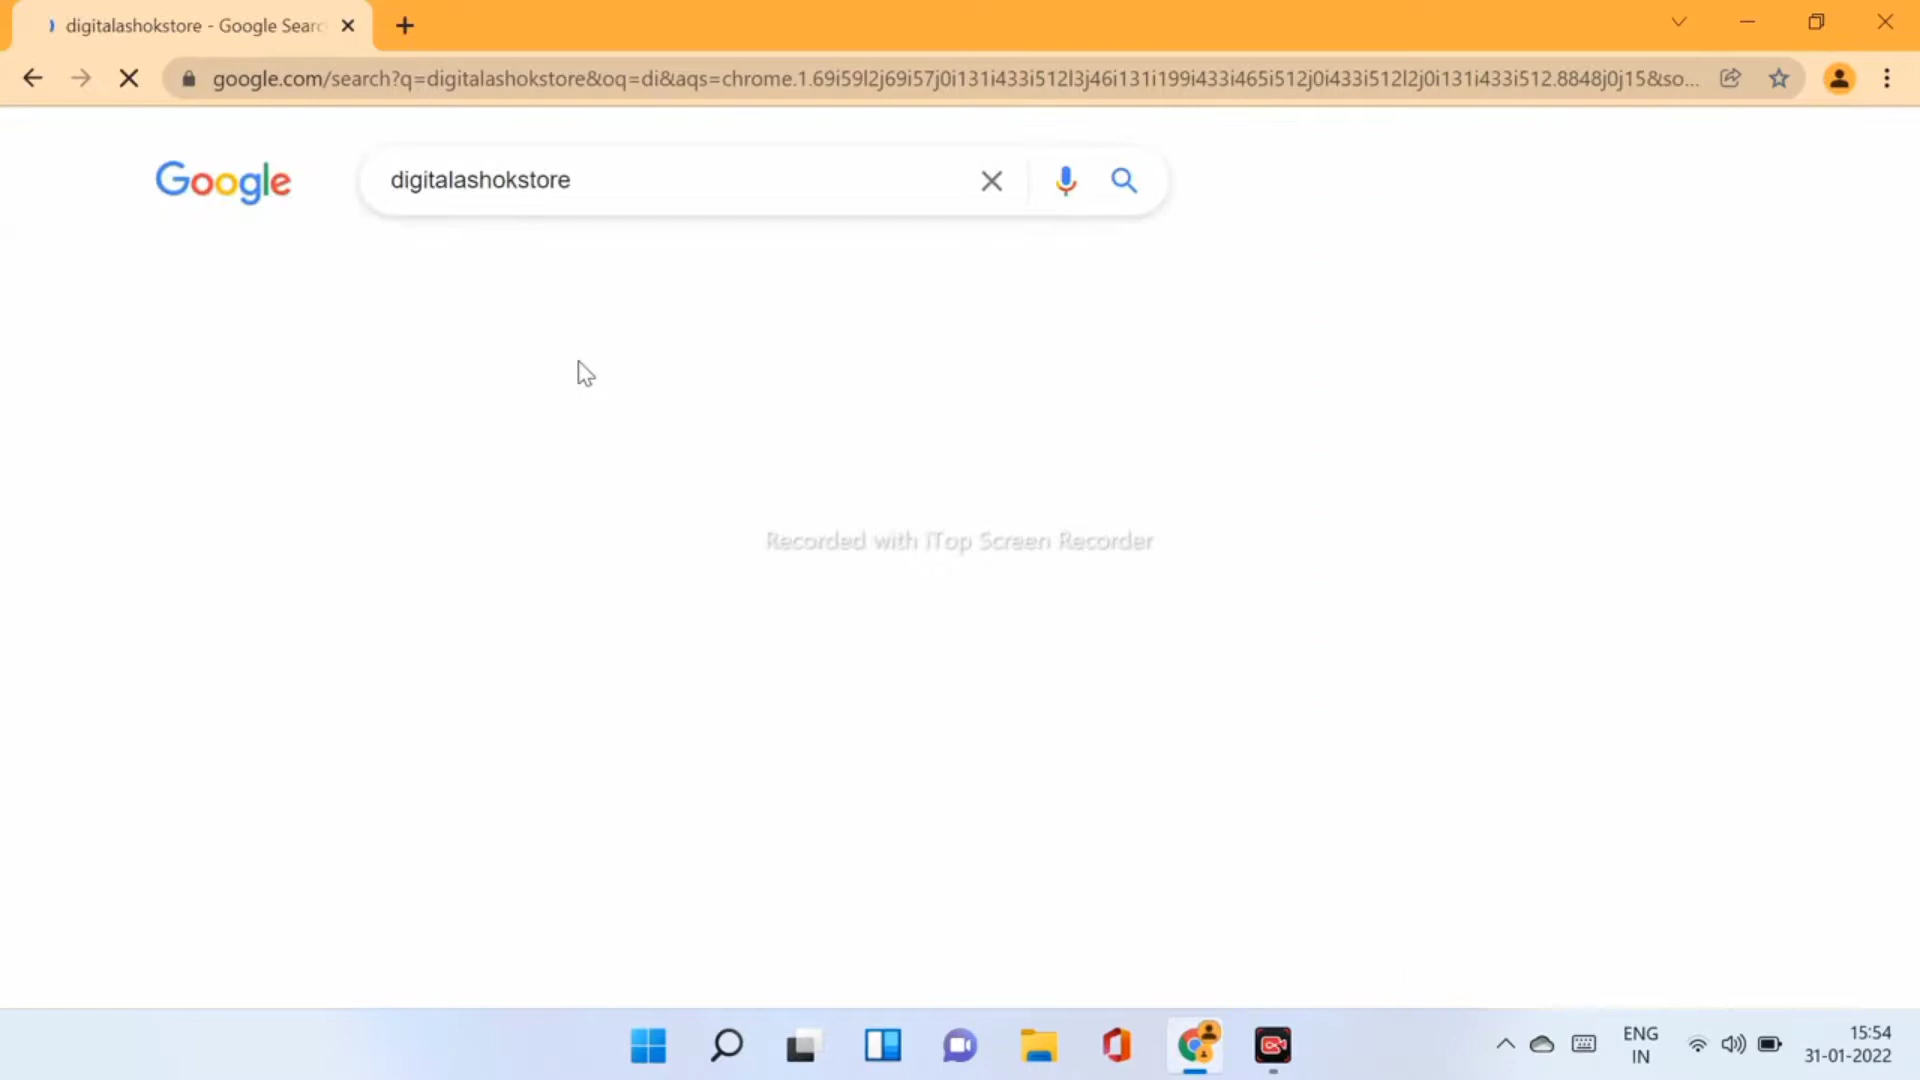 digitalashokstore - Google Searc
google.com/search?q=digitalashokstore&oq=di&aqs=chrome.1.69i59l2j69i57j0i131i433i512l3j46i131i199i433i465i512j0i433i512l2j0i131i433i512.8848j0j15&so...
Google
digitalashokstore
Recorded with iTop Screen Recorder
ENG
IN
15:54
31-01-2022